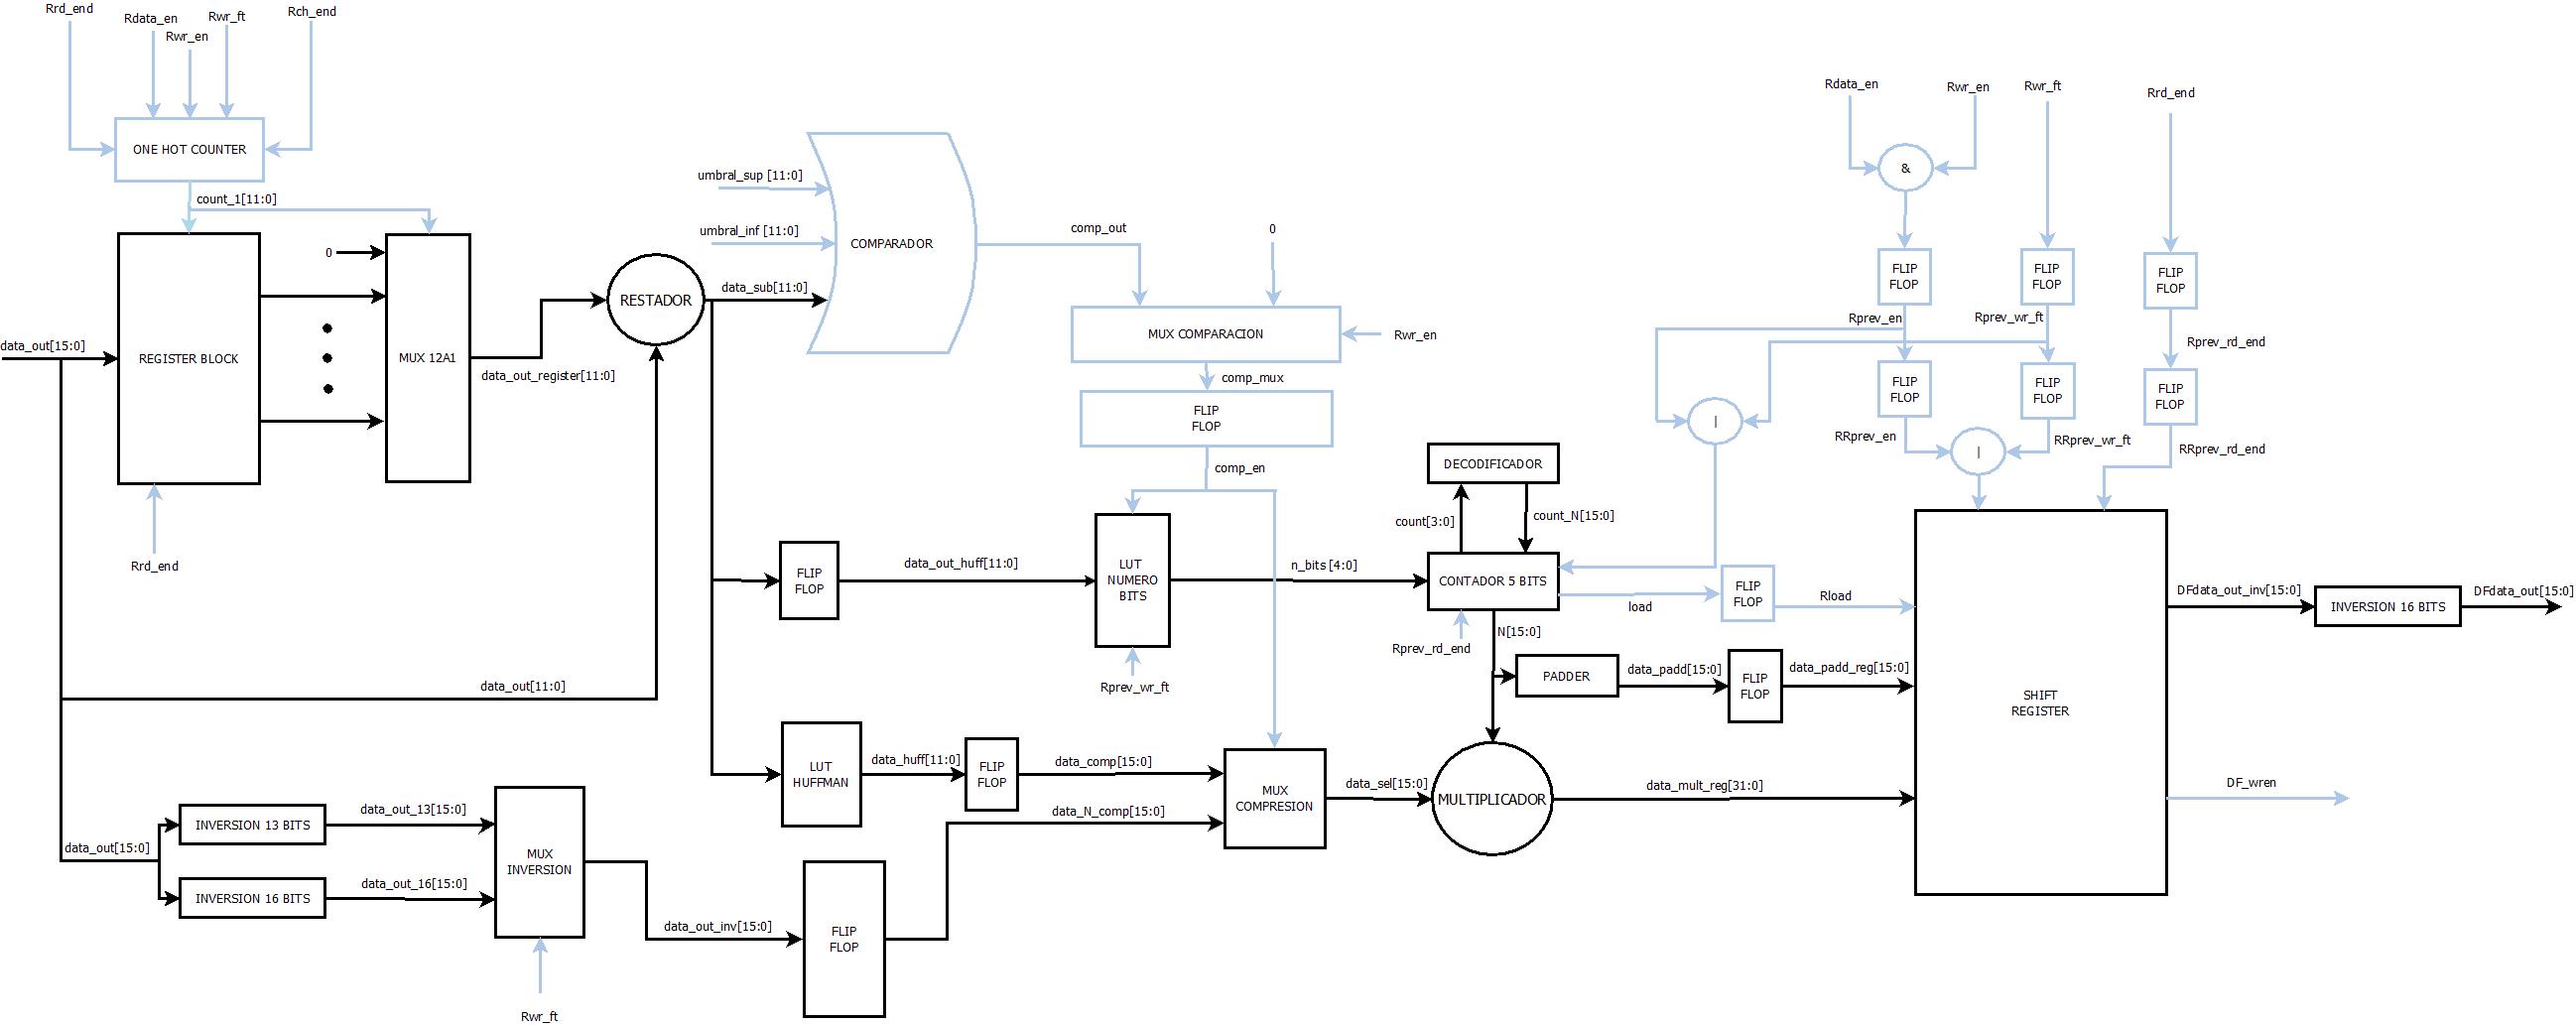 Rrd_end
Rdata_en
Rwr_en
Rwr_ft
Rch_end
ONE HOT COUNTER
count_1[11:0]
REGISTER BLOCK
0
MUX 12A1
data_out[15:0]
data_out_register[11:0]
Rrd_end
RESTADOR
data_out[11:0]
data_out[15:0]
INVERSION 13 BITS
data_out_13[15:0]
INVERSION 16 BITS
data_out_16[15:0]
MUX
INVERSION
Rwr_ft
data_out_inv[15:0]
FLIP
FLOP
umbral_sup [11:0]
umbral_inf [11:0]
data_sub[11:0]
COMPARADOR
comp_out
0
MUX COMPARACION
Rwr_en
comp_mux
FLIP
FLOP
comp_en
FLIP
FLOP
data_out_huff[11:0]
LUT
NUMERO
BITS
Rprev_wr_ft
n_bits [4:0]
LUT
HUFFMAN
data_huff[11:0]
FLIP
FLOP
data_comp[15:0]
data_N_comp[15:0]
MUX
COMPRESION
data_sel[15:0]
MULTIPLICADOR
data_mult_reg[31:0]
DECODIFICADOR
count[3:0]
count_N[15:0]
CONTADOR 5 BITS
Rprev_rd_end
N[15:0]
load
FLIP
FLOP
Rload
PADDER
data_padd[15:0]
FLIP
FLOP
data_padd_reg[15:0]
Rdata_en
Rwr_en
Rwr_ft
Rrd_end
&
FLIP
FLOP
FLIP
FLOP
FLIP
FLOP
Rprev_en
Rprev_wr_ft
Rprev_rd_end
FLIP
FLOP
FLIP
FLOP
FLIP
FLOP
|
RRprev_en
|
RRprev_wr_ft
RRprev_rd_end
SHIFT
REGISTER
DFdata_out_inv[15:0]
INVERSION 16 BITS
DFdata_out[15:0]
DF_wren